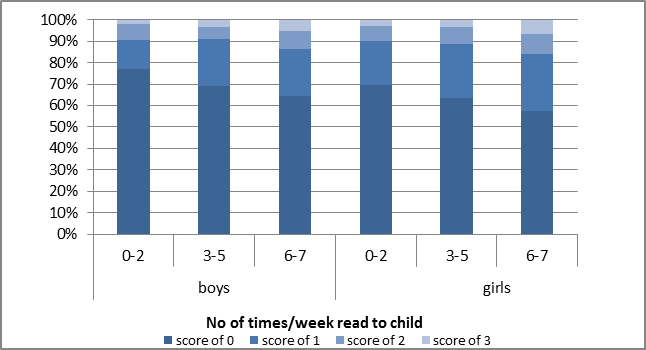 100%
90%
80%
70%
60%
50%
40%
30%
20%
10%
0%
0-2 3-5 6-7 0-2 3-5 6-7
boys girls
No of times/week read to child
score of 0 score of 1 score of 2 score of 3